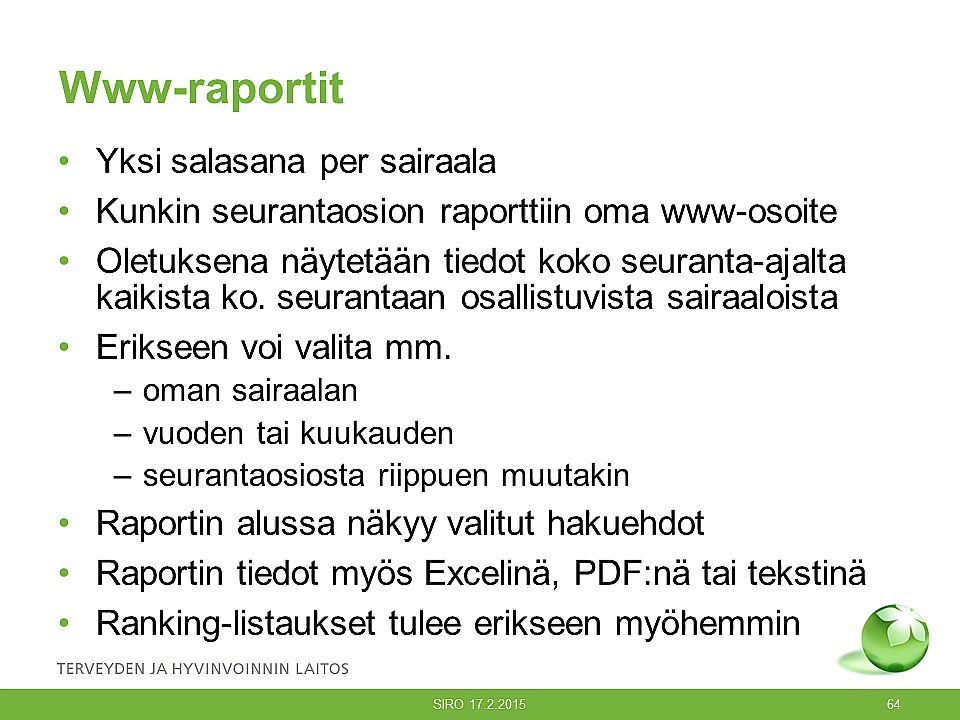 Www-raportit
• Yksi salasana per sairaala
• Kunkin seurantaosion raporttiin oma www-osoite
• Oletuksena näytetään tiedot koko seuranta-ajalta
kaikista ko. seurantaan osallistuvista sairaaloista
• Erikseen voi valita mm.
– oman sairaalan
– vuoden tai kuukauden
– seurantaosiosta riippuen muutakin
• Raportin alussa näkyy valitut hakuehdot
• Raportin tiedot myös Excelinä, PDF:nä tai tekstinä
• Ranking-listaukset tulee erikseen myöhemmin
TERVEYDEN JA HYVINVOINNIN LAITOS
SIRO 17.2.2015 64